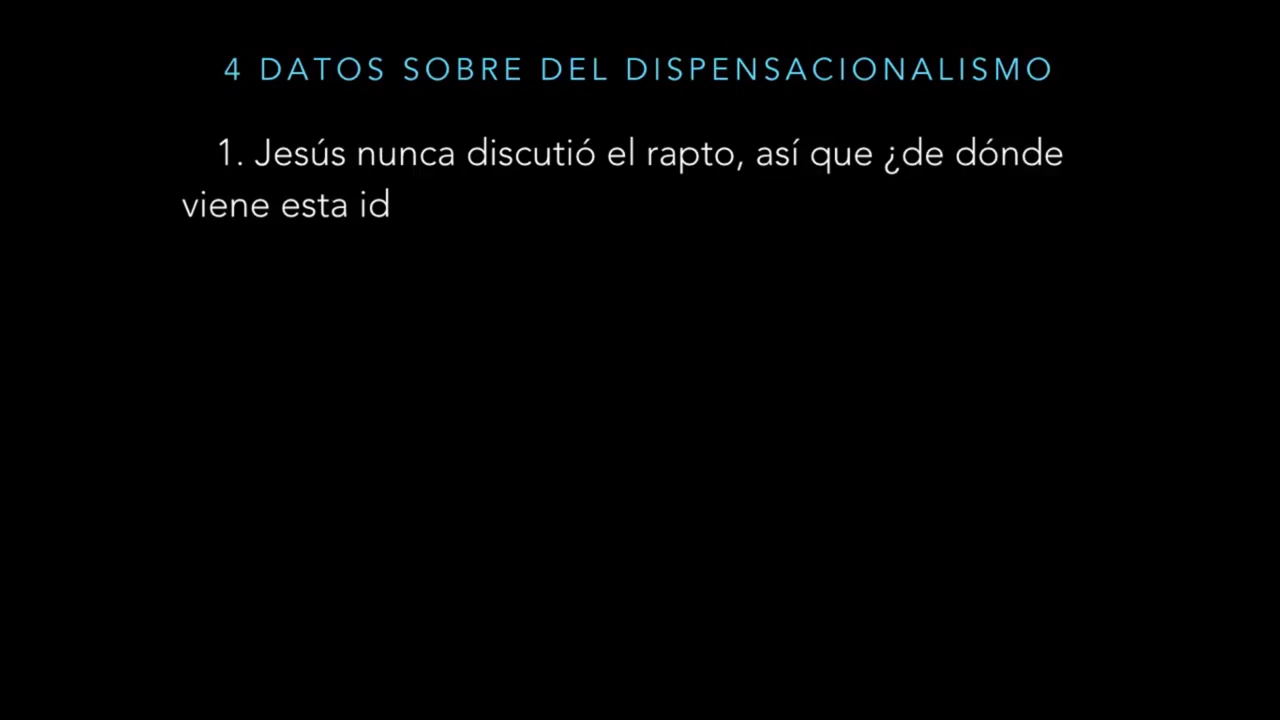 4 DATOS SOBRE DEL DISPENSACIONALISMO
1. Jesús nunca discutió el rapto, así que ¿de dónde
viene esta id